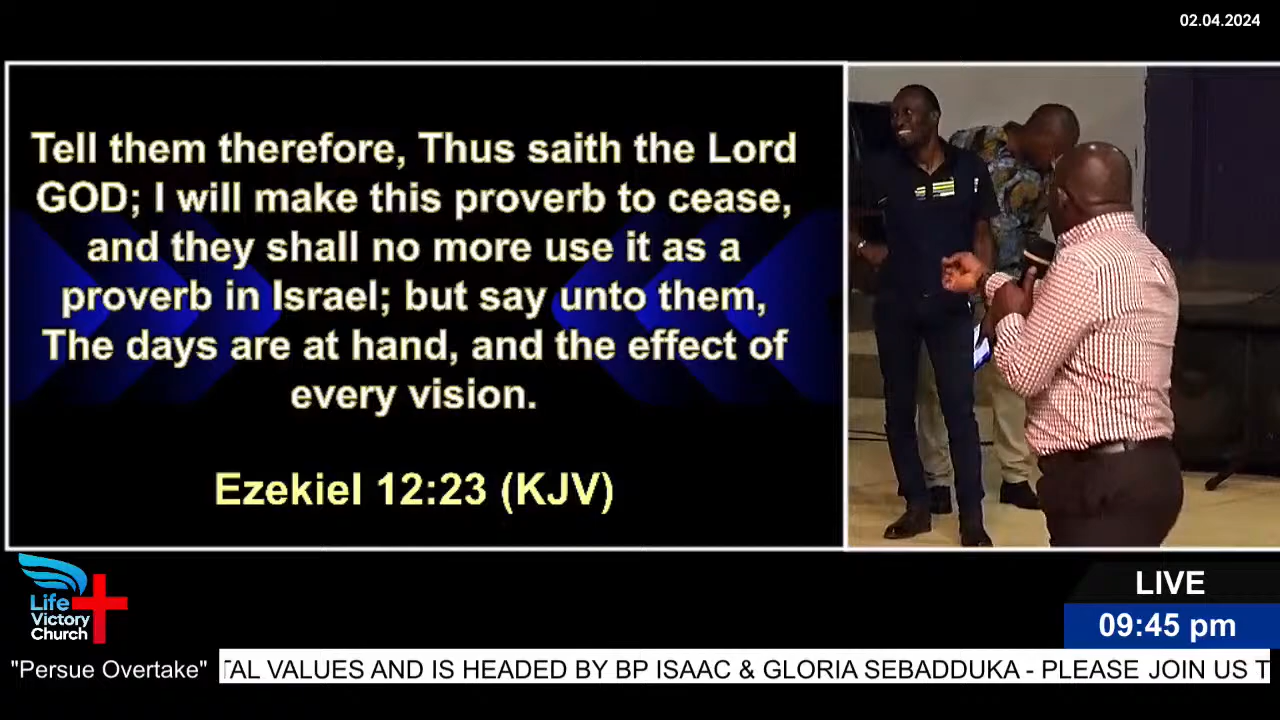 02.04.2024
Tell them therefore, Thus saith the Lord
GOD; I will make this proverb to cease,
and they shall no more use it as a
proverb in Israel; but say unto them,
The days are at hand, and the effect of
every vision.
Ezekiel 12:23 (KJV)
Life
Victory
Church
LIVE
09:45 pm
"Persue Overtake"
TAL VALUES AND IS HEADED BY BP ISAAC & GLORIA SEBADDUKA - PLEASE JOIN US T